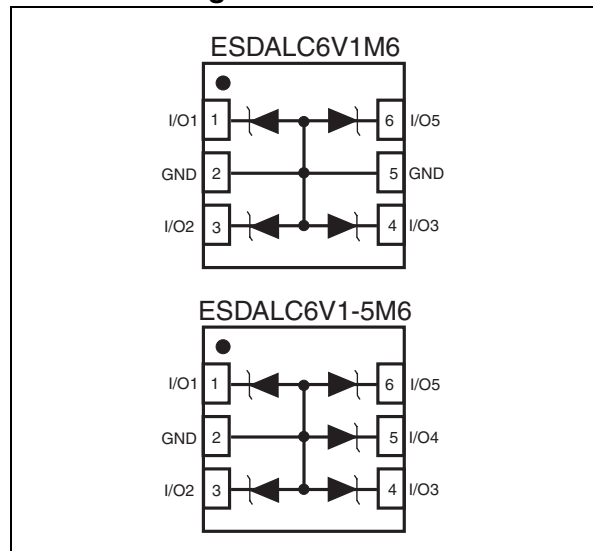 ESDALC6V1M6
I/O1 1 6 I/O5
GND 2 5 GND
I/O2 3 4 I/O3
ESDALC6V1-5M6
I/O1 1 6 I/O5
GND 2 5 I/O4
I/O2 3 4 I/O3